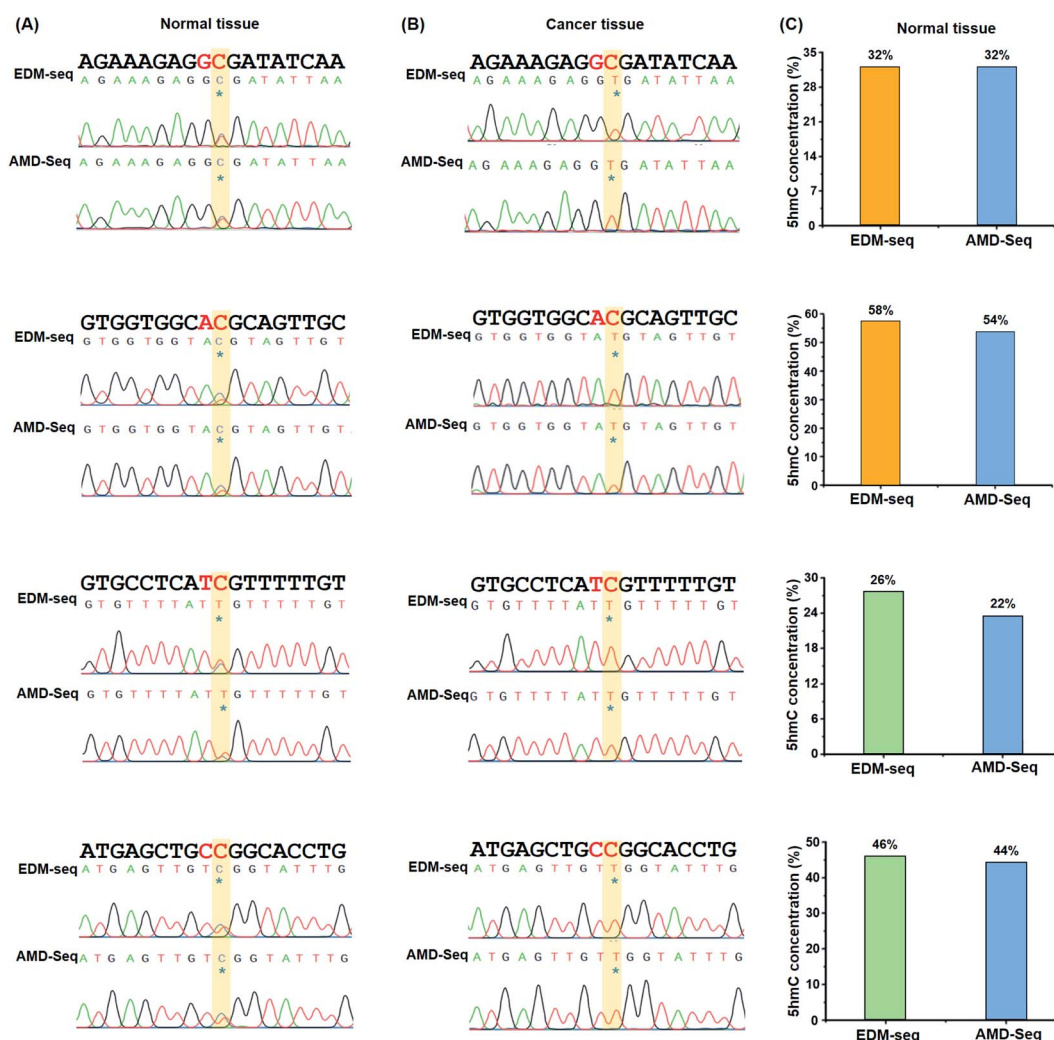 (A) Normal tissue
(B) Cancer tissue
(C) Normal tissue
AGAAAGAGGCGATATCAA
EDM-seq
A G A A A G A G G C G A T A T T A A
*
AMD-Seq
A G A A A G A G G C G A T A T T A A
*
AGAAAGAGGCGATATCAA
EDM-seq
A G A A A G A G G T G A T A T T A A
*
AMD-Seq
A G A A A G A G G T G A T A T T A A
*
5hmC concentration (%)
35
28
21
14
7
0
32%
32%
EDM-seq
AMD-Seq
GTGGTGGCACGCAGTTGC
EDM-seq
G T G G T G G T A C G T A G T T G T
*
AMD-Seq
G T G G T G G T A C G T A G T T G T
*
GTGGTGGCACGCAGTTGC
EDM-seq
G T G G T G G T A T G T A G T T G T
*
AMD-Seq
G T G G T G G T A T G T A G T T G T
*
5hmC concentration (%)
60
50
40
30
20
10
0
58%
54%
EDM-seq
AMD-Seq
GTGCCTCATCGTTTTTGT
EDM-seq
G T G T T T T A T T G T T T T T G T
*
AMD-Seq
G T G T T T T A T T G T T T T T G T
*
GTGCCTCATCGTTTTTGT
EDM-seq
G T G T T T T A T T G T T T T T G T
*
AMD-Seq
G T G T T T T A T T G T T T T T G T
*
5hmC concentration (%)
30
24
18
12
6
0
26%
22%
EDM-seq
AMD-Seq
ATGAGCTGCCGGCACCTG
EDM-seq
A T G A G T T G T C G G T A T T T G
*
AMD-Seq
A T G A G T T G T C G G T A T T T G
*
ATGAGCTGCCGGCACCTG
EDM-seq
A T G A G T T G T T G G T A T T T G
*
AMD-Seq
A T G A G T T G T T G G T A T T T G
*
5hmC concentration (%)
50
40
30
20
10
0
46%
44%
EDM-seq
AMD-Seq